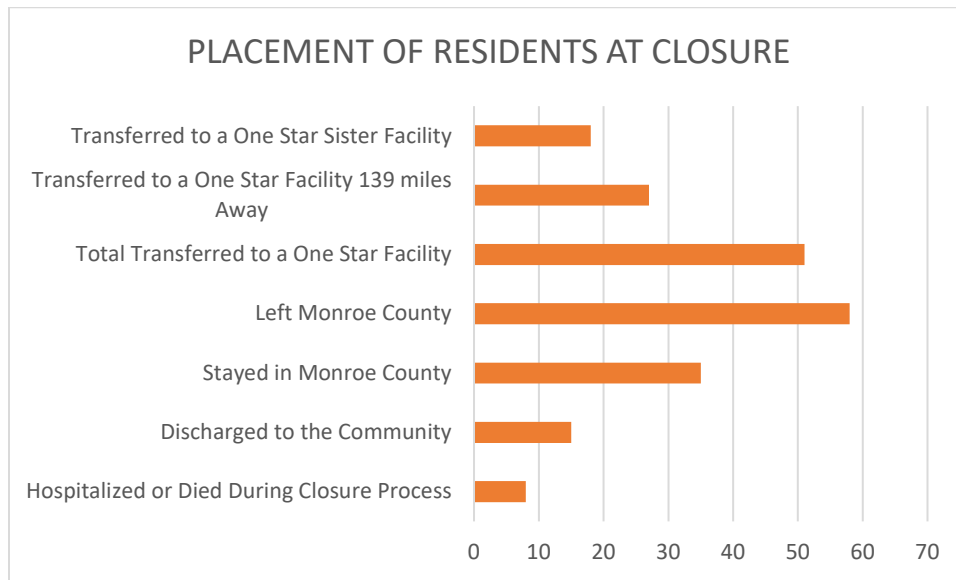 PLACEMENT OF RESIDENTS AT CLOSURE
Transferred to a One Star Sister Facility
Transferred to a One Star Facility 139 miles
Away
Total Transferred to a One Star Facility
Left Monroe County
Stayed in Monroe County
Discharged to the Community
Hospitalized or Died During Closure Process
0 10 20 30 40 50 60 70